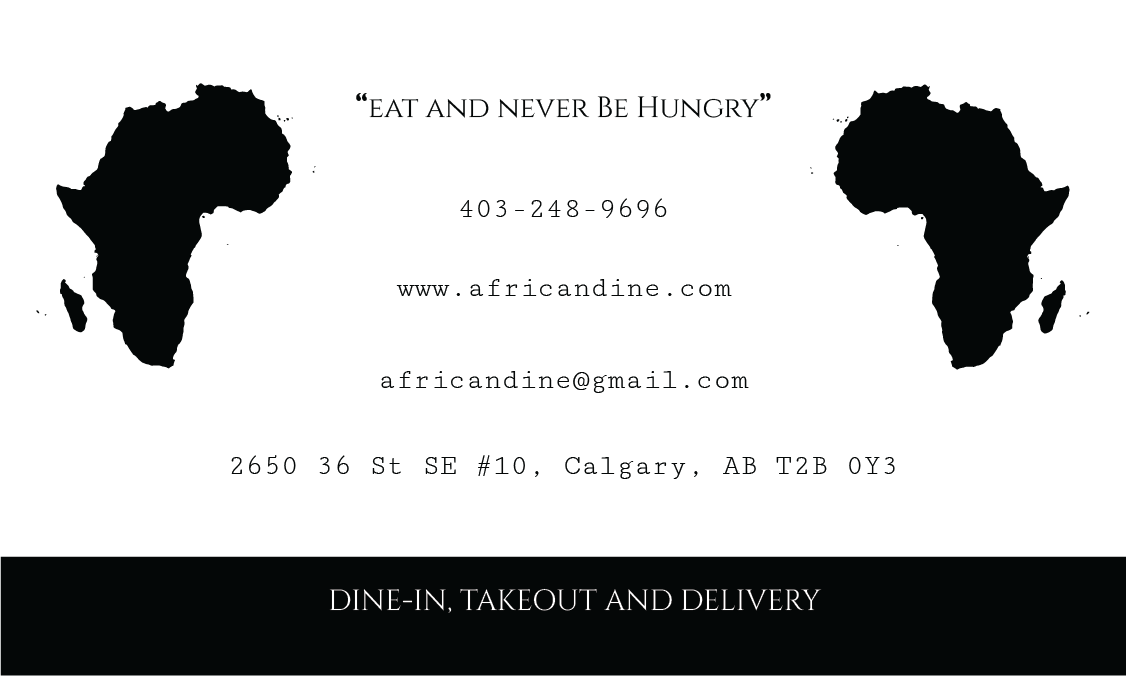 “eat and never Be Hungry”
403-248-9696
www.africandine.com
africandine@gmail.com
2650 36 St SE #10, Calgary, AB T2B 0Y3
DINE-IN, TAKEOUT AND DELIVERY